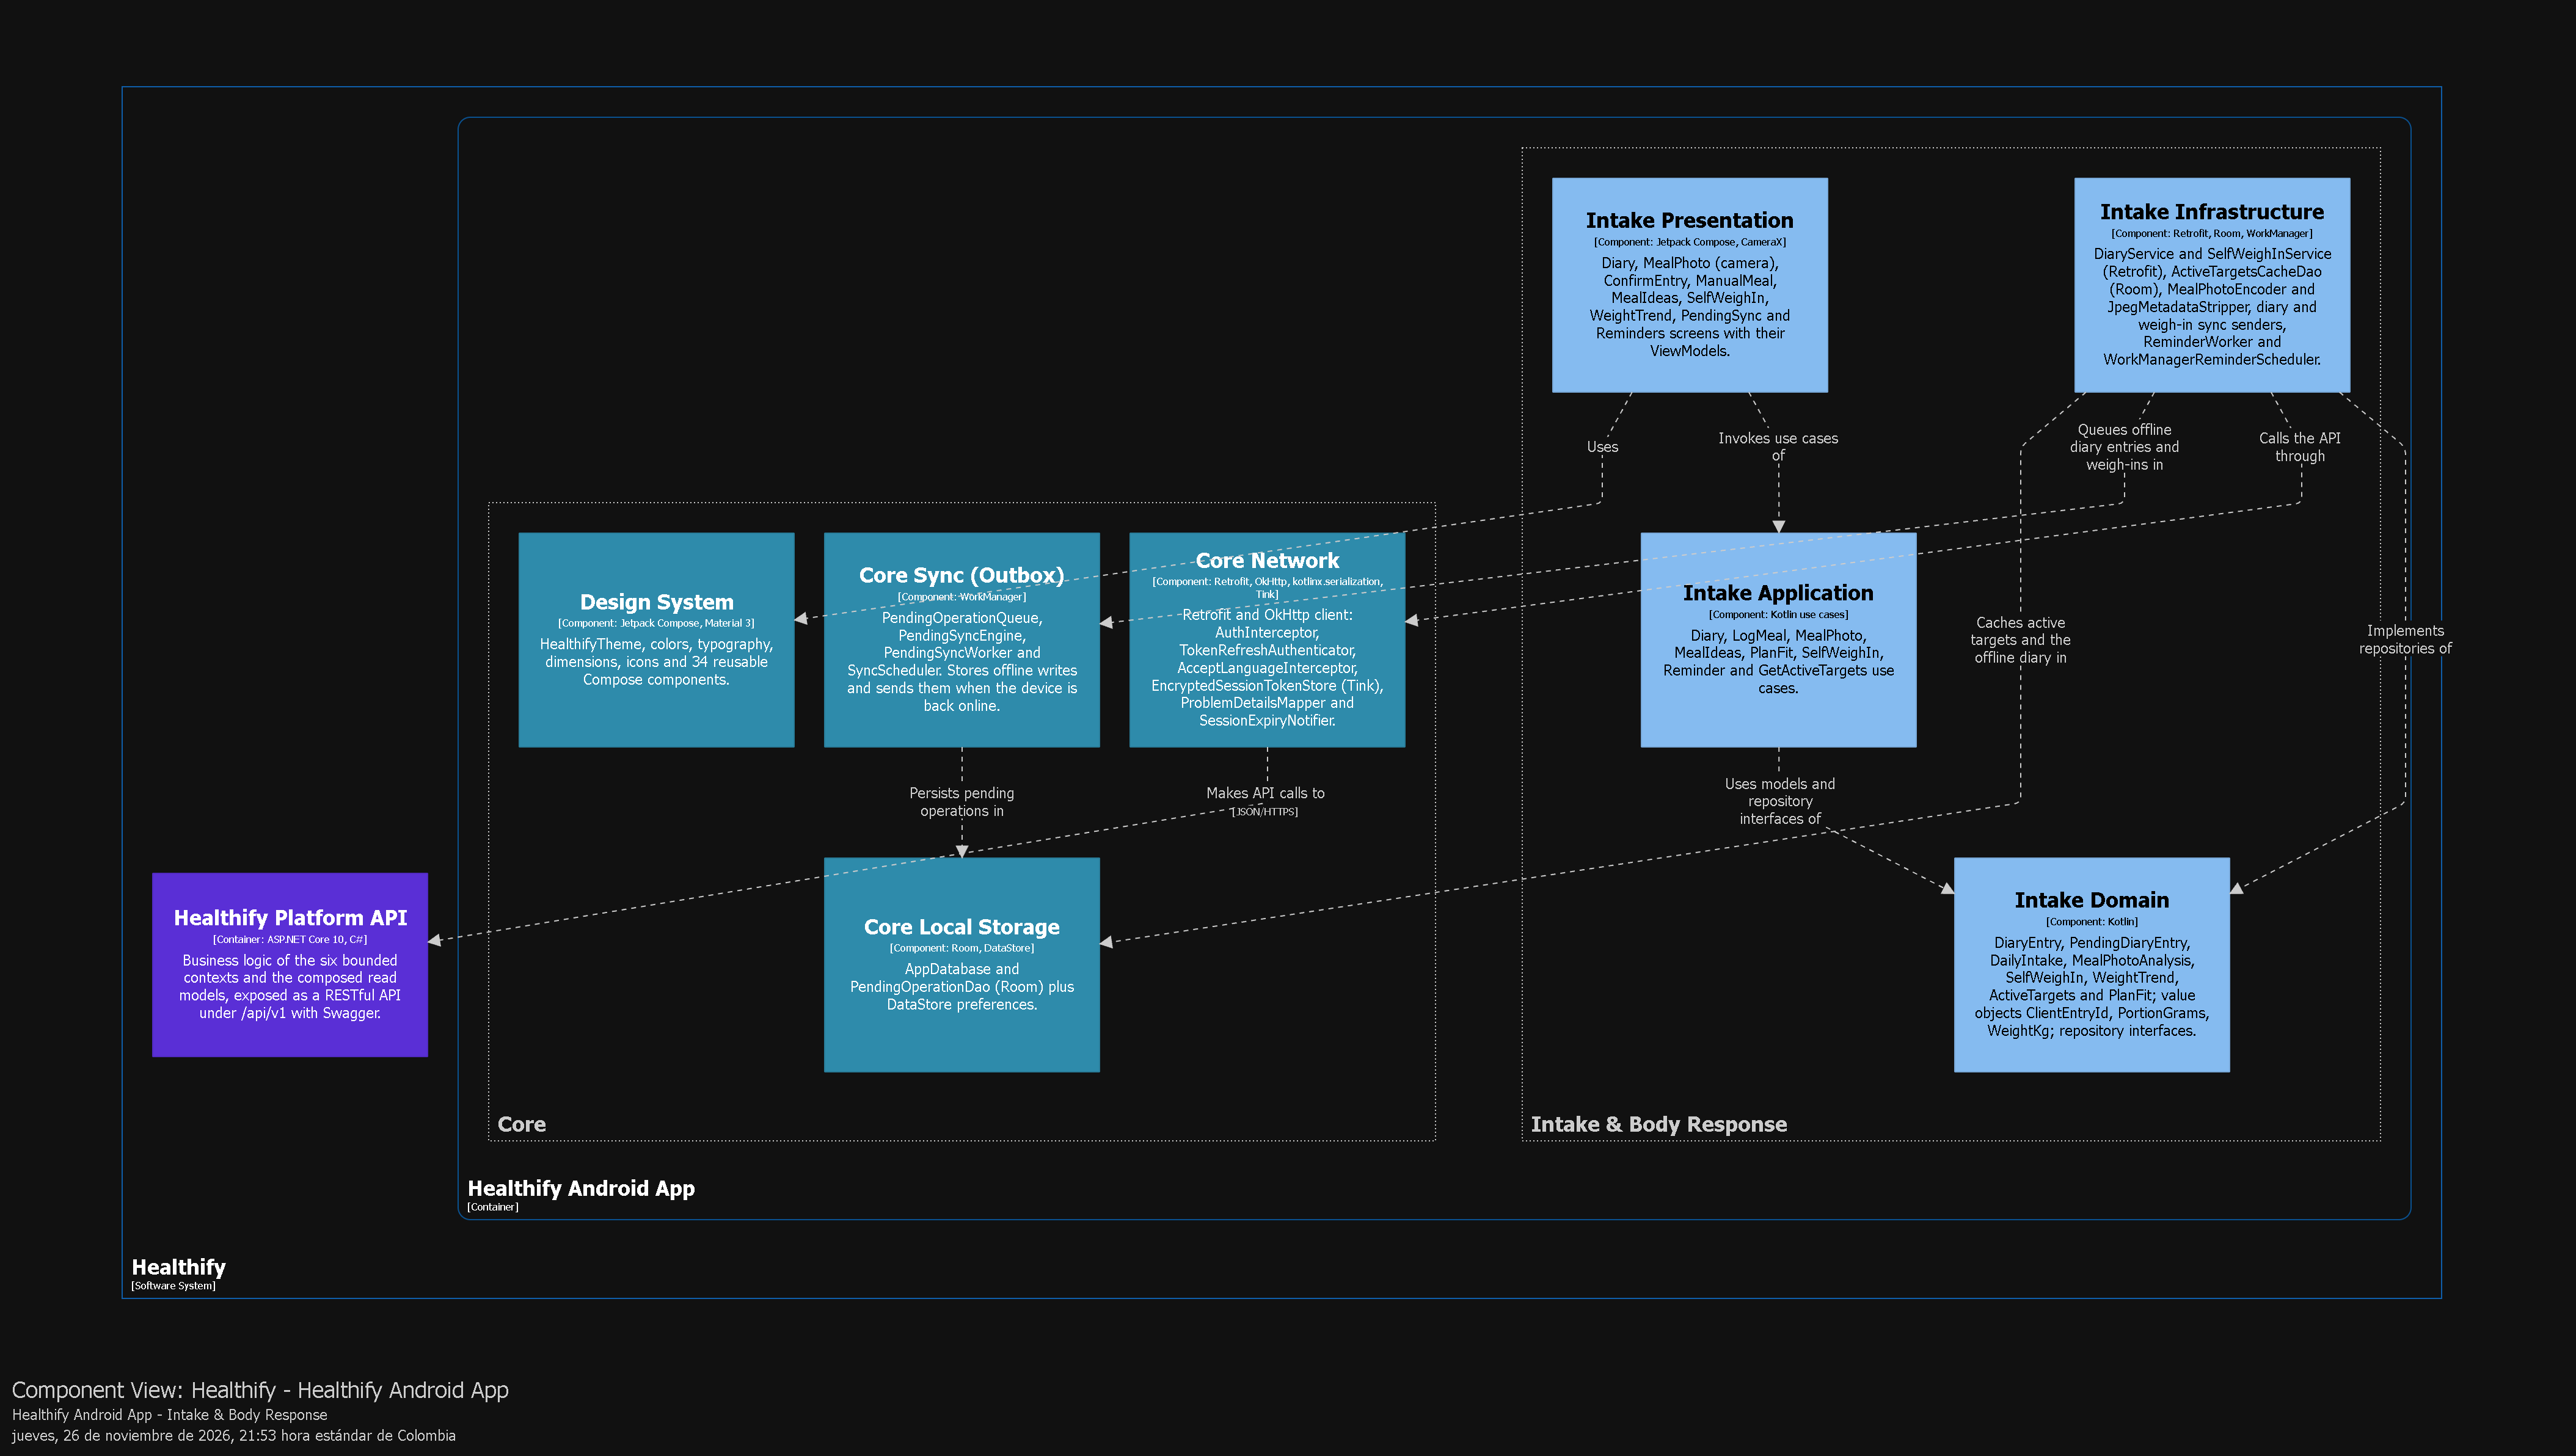 Intake Presentation
[Component: Jetpack Compose, CameraX]
Diary, MealPhoto (camera),
ConfirmEntry, ManualMeal,
MealIdeas, SelfWeighIn,
WeightTrend, PendingSync and
Reminders screens with their
ViewModels.
Intake Infrastructure
[Component: Retrofit, Room, WorkManager]
DiaryService and SelfWeighInService
(Retrofit), ActiveTargetsCacheDao
(Room), MealPhotoEncoder and
JpegMetadataStripper, diary and
weigh-in sync senders,
ReminderWorker and
WorkManagerReminderScheduler.
Uses
Invokes use cases
of
Queues offline
diary entries and
weigh-ins in
Calls the API
through
Design System
[Component: Jetpack Compose, Material 3]
HealthifyTheme, colors, typography,
dimensions, icons and 34 reusable
Compose components.
Core Sync (Outbox)
[Component: WorkManager]
PendingOperationQueue,
PendingSyncEngine,
PendingSyncWorker and
SyncScheduler. Stores offline writes
and sends them when the device is
back online.
Core Network
[Component: Retrofit, OkHttp, kotlinx.serialization,
Tink]
Retrofit and OkHttp client:
AuthInterceptor,
TokenRefreshAuthenticator,
AcceptLanguageInterceptor,
EncryptedSessionTokenStore (Tink),
ProblemDetailsMapper and
SessionExpiryNotifier.
Intake Application
[Component: Kotlin use cases]
Diary, LogMeal, MealPhoto,
MealIdeas, PlanFit, SelfWeighIn,
Reminder and GetActiveTargets use
cases.
Caches active
targets and the
offline diary in
Implements
repositories of
Persists pending
operations in
Makes API calls to
[JSON/HTTPS]
Uses models and
repository
interfaces of
Healthify Platform API
[Container: ASP.NET Core 10, C#]
Business logic of the six bounded
contexts and the composed read
models, exposed as a RESTful API
under /api/v1 with Swagger.
Core Local Storage
[Component: Room, DataStore]
AppDatabase and
PendingOperationDao (Room) plus
DataStore preferences.
Intake Domain
[Component: Kotlin]
DiaryEntry, PendingDiaryEntry,
DailyIntake, MealPhotoAnalysis,
SelfWeighIn, WeightTrend,
ActiveTargets and PlanFit; value
objects ClientEntryId, PortionGrams,
WeightKg; repository interfaces.
Core
Intake & Body Response
Healthify Android App
[Container]
Healthify
[Software System]
Component View: Healthify - Healthify Android App
Healthify Android App - Intake & Body Response
jueves, 26 de noviembre de 2026, 21:53 hora estándar de Colombia